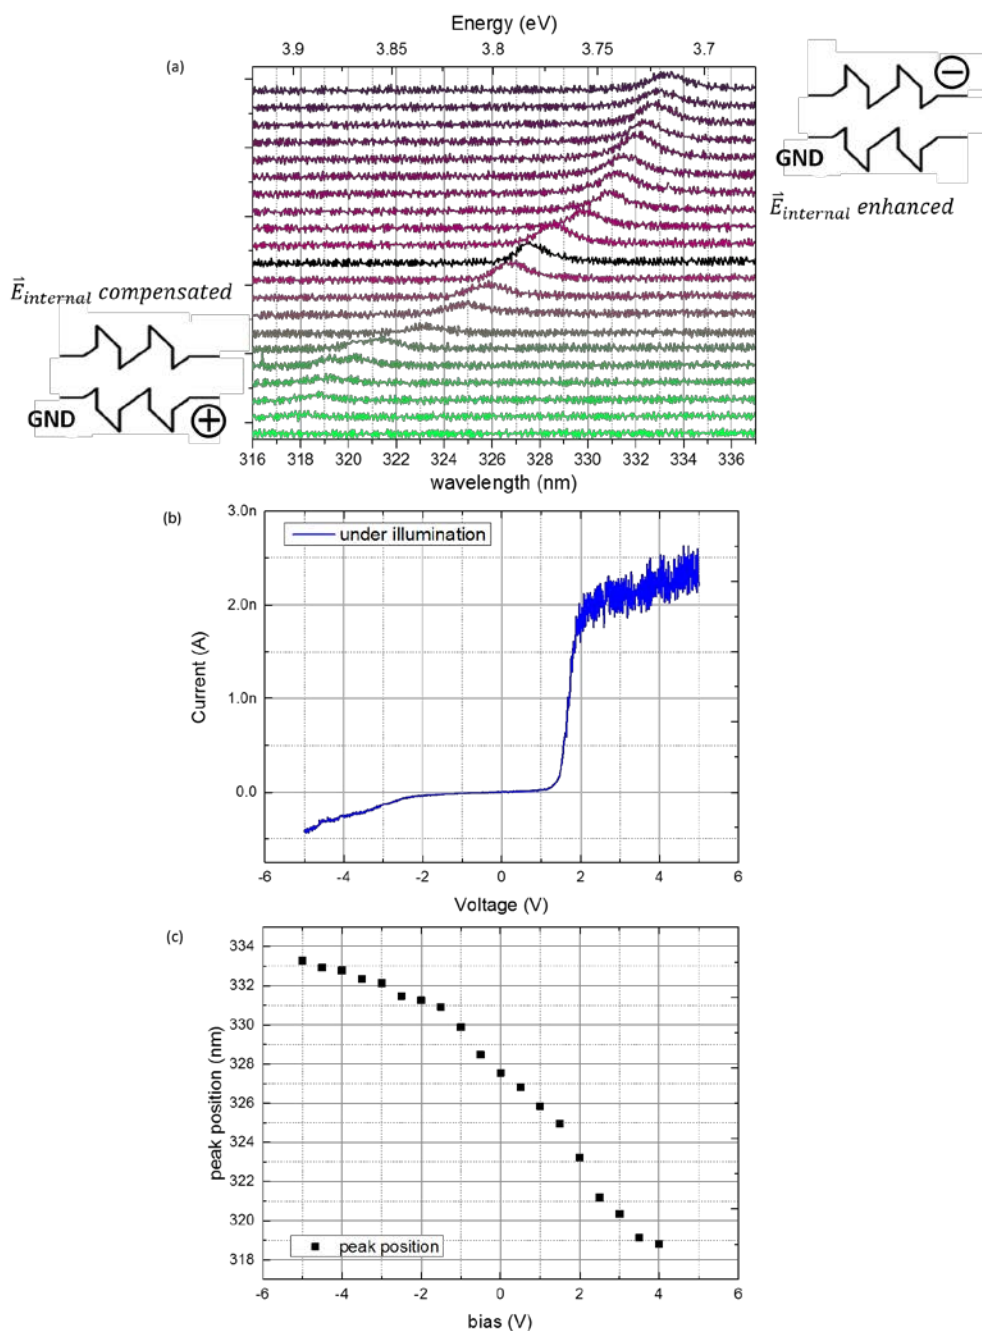 Energy (eV)
3.9 3.85 3.8 3.75 3.7
(a)
−
GND
E⃗internal enhanced
E⃗internal compensated
GND
+
316 318 320 322 324 326 328 330 332 334 336
wavelength (nm)
(b)
3.0n
under illumination
2.0n
1.0n
0.0
Current (A)
-6 -4 -2 0 2 4 6
Voltage (V)
(c)
334
332
330
328
326
324
322
320
318
peak position (nm)
peak position
-6 -4 -2 0 2 4 6
bias (V)